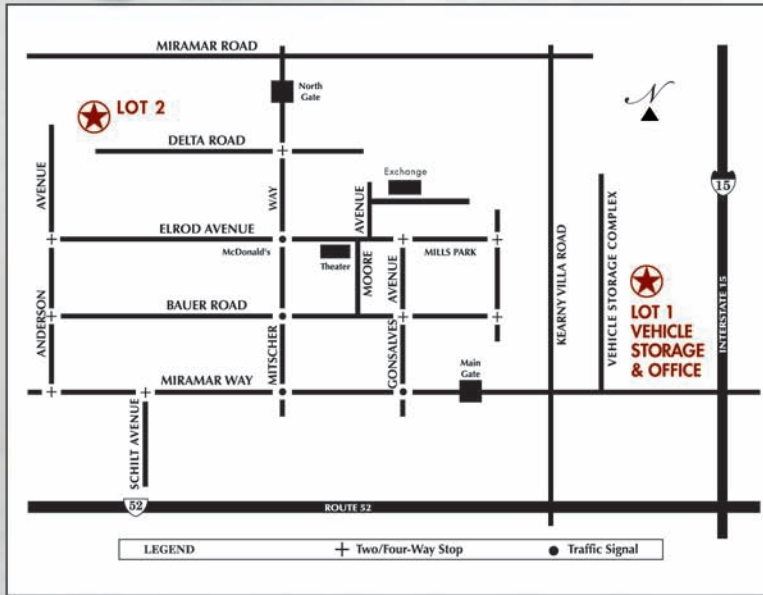 MIRAMAR ROAD
North
Gate
N
LOT 2
DELTA ROAD
AVENUE
WAY
Exchange
15
ELROD AVENUE
AVENUE
McDonald's
Theater
MILLS PARK
MOORE
AVENUE
KEARNY VILLA ROAD
VEHICLE STORAGE COMPLEX
LOT 1
VEHICLE
STORAGE
& OFFICE
INTERSTATE 15
BAUER ROAD
ANDERSON
MITSCHER
GONSALVES
Main
Gate
MIRAMAR WAY
SCHILT AVENUE
52
ROUTE 52
LEGEND
Two/Four-Way Stop
Traffic Signal